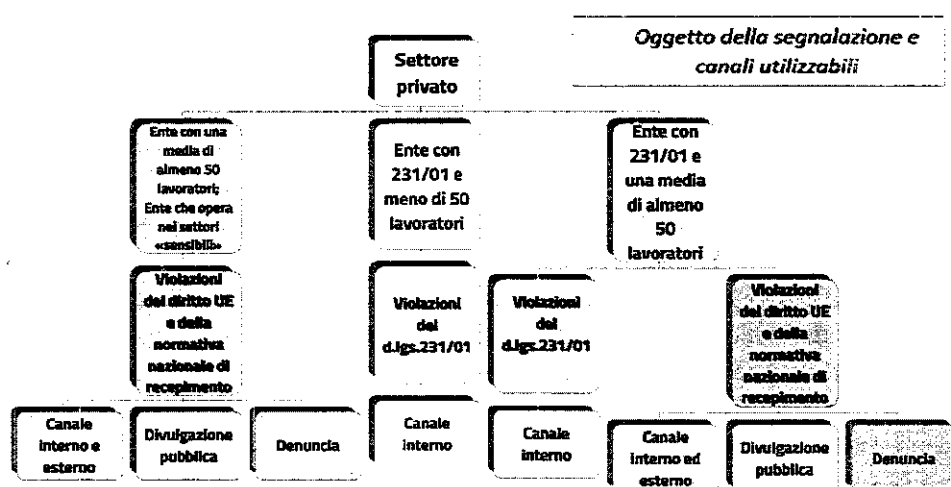 Oggetto della segnalazione e
canali utilizzabili
Settore
privato
Ente con una
media di
almeno 50
lavoratori;
Ente che opera
nei settori
«sensibili»
Ente con
231/01 e
meno di 50
lavoratori
Ente con
231/01 e
una media
di almeno
50
lavoratori
Violazioni
del diritto UE
e della
normativa
nazionale di
recepimento
Violazioni
del
d.lgs.231/01
Violazioni
del
d.lgs.231/01
Violazioni
del diritto UE
e della
normativa
nazionale di
recepimento
Canale
interno e
esterno
Divulgazione
pubblica
Denuncia
Canale
interno
Canale
interno
Canale
interno ed
esterno
Divulgazione
pubblica
Denuncia